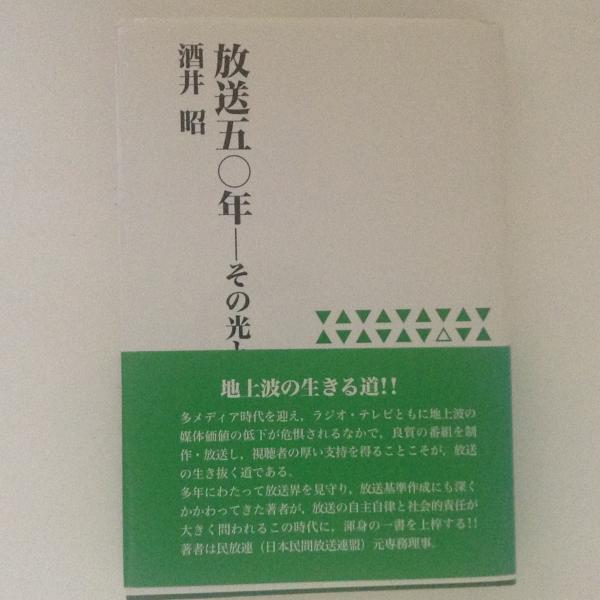 放送五〇年―その光と
酒井 昭
地上波の生きる道!!
多メディア時代を迎え，ラジオ・テレビともに地上波の
媒体価値の低下が危惧されるなかで，良質の番組を制
作・放送し，視聴者の厚い支持を得ることこそが，放送
の生き抜く道である。
多年にわたって放送界を見守り，放送基準作成にも深く
かかわってきた著者が，放送の自主自律と社会的責任が
大きく問われるこの時代に，渾身の一書を上梓する!!
著者は民放連（日本民間放送連盟）元専務理事。